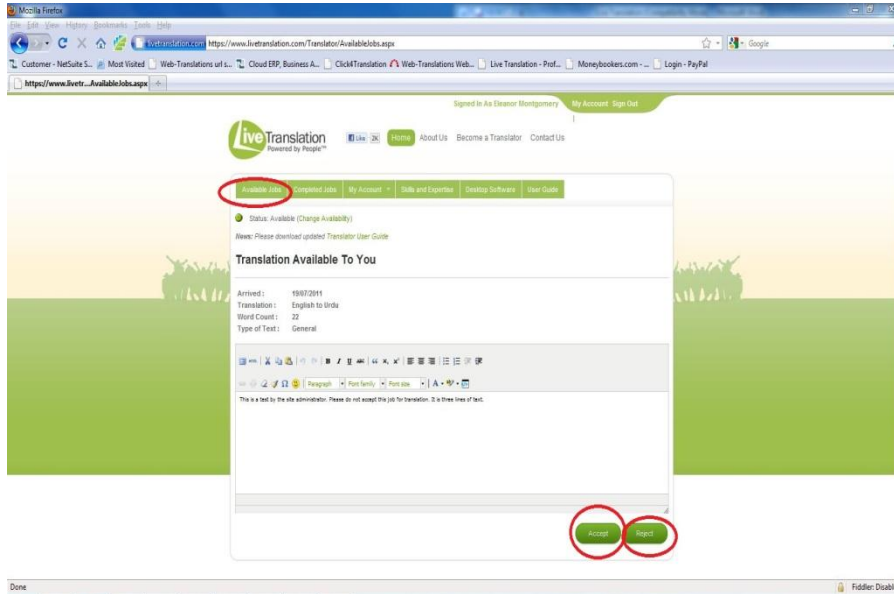 Mozilla Firefox
File Edit View History Bookmarks Tools Help
livetranslation.com https://www.livetranslation.com/Translator/AvailableJobs.aspx
Google
Customer - NetSuite S... Most Visited Web-Translations url s... Cloud ERP, Business A... Click4Translation Web-Translations Web... Live Translation - Prof... Moneybookers.com - ... Login - PayPal
https://www.livetr...AvailableJobs.aspx
Signed In As Eleanor Montgomery My Account Sign Out
Live Translation
Powered by People™
Like 2K Home About Us Become a Translator Contact Us
Available Jobs Completed Jobs My Account Skills and Expertise Desktop Software User Guide
Status: Available (Change Availability)
News: Please download updated Translator User Guide
Translation Available To You
Arrived : 19/07/2011
Translation : English to Urdu
Word Count : 22
Type of Text : General
Paragraph Font family Font size
This is a test by the site administrator. Please do not accept this job for translation. It is three lines of text.
Accept Reject
Done Fiddler: Disabl